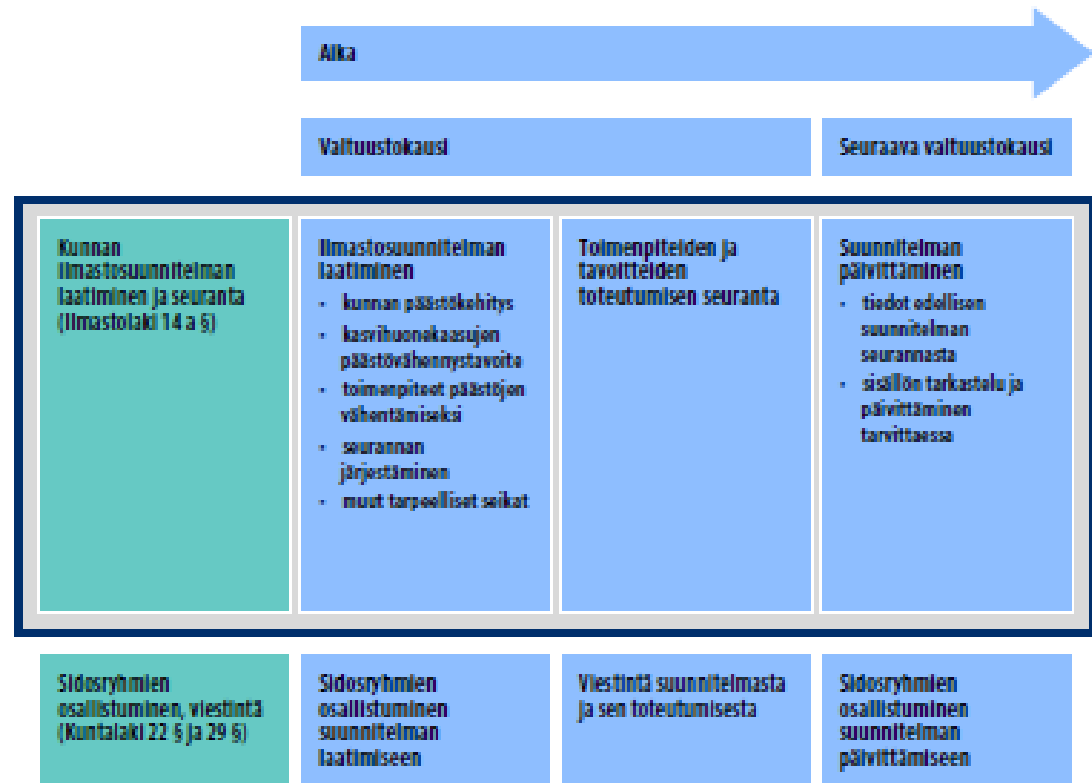 Aika
Valtuustokausi
Seuraava valtuustokausi
Kunnan
ilmastosuunnitelman
laatiminen ja seuranta
(Ilmastolaki 14 a §)
Ilmastosuunnitelman
laatiminen
• kunnan päästökehitys
• kasvihuonekaasujen
päästövähennystavoite
• toimenpiteet päästöjen
vähentämiseksi
• seurannan
järjestäminen
• muut tarpeelliset seikat
Toimenpiteiden ja
tavoitteiden
toteutumisen seuranta
Suunnitelman
päivittäminen
• tiedot edellisen
suunnitelman
seurannasta
• sisällön tarkastelu ja
päivittäminen
tarvittaessa
Sidosryhmien
osallistuminen, viestintä
(Kuntalaki 22 § ja 29 §)
Sidosryhmien
osallistuminen
suunnitelman
laatimiseen
Viestintä suunnitelmasta
ja sen toteutumisesta
Sidosryhmien
osallistuminen
suunnitelman
päivittämiseen